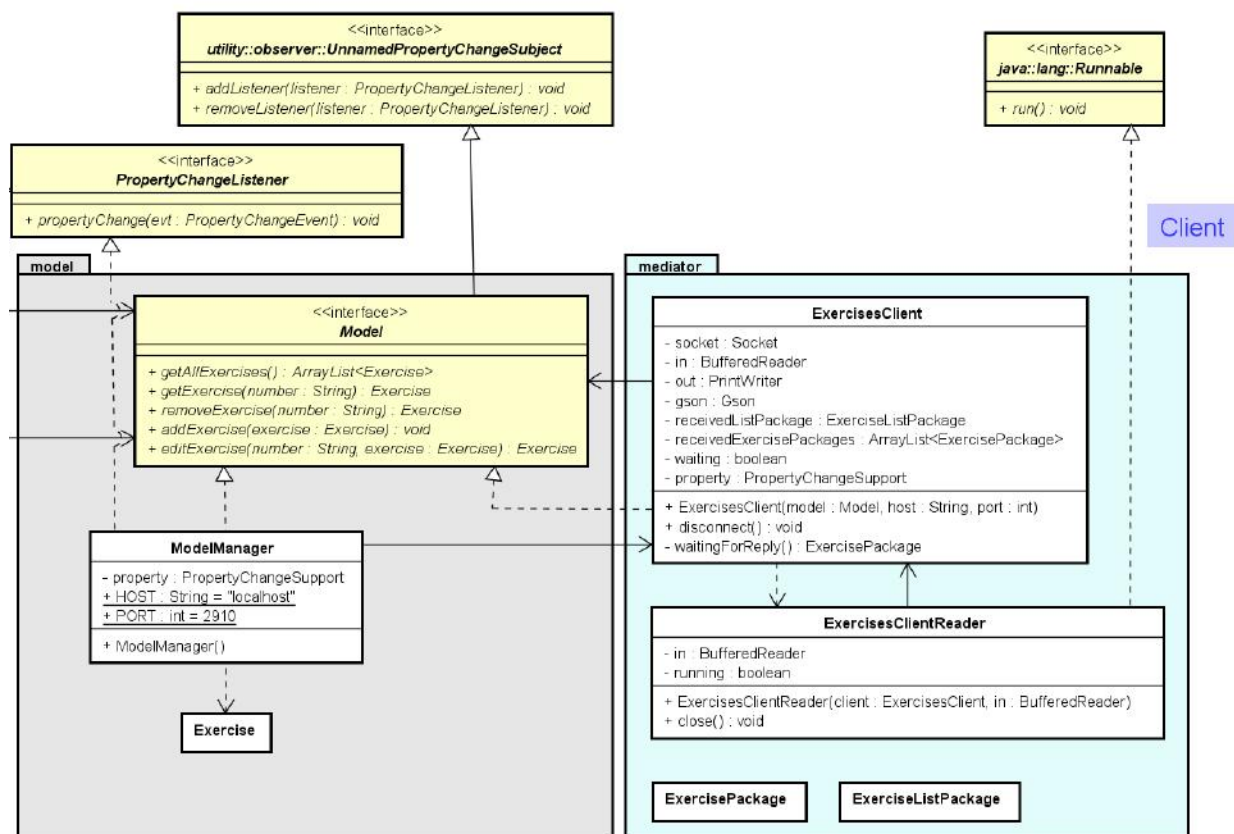 <<interface>>
utility::observer::UnnamedPropertyChangeSubject
+ addListener(listener : PropertyChangeListener) : void
+ removeListener(listener : PropertyChangeListener) : void
<<interface>>
java::lang::Runnable
+ run() : void
<<interface>>
PropertyChangeListener
+ propertyChange(evt : PropertyChangeEvent) : void
Client
model
<<interface>>
Model
+ getAllExercises() : ArrayList<Exercise>
+ getExercise(number : String) : Exercise
+ removeExercise(number : String) : Exercise
+ addExercise(exercise : Exercise) : void
+ editExercise(number : String, exercise : Exercise) : Exercise
ModelManager
- property : PropertyChangeSupport
+ HOST : String = "localhost"
+ PORT : int = 2910
+ ModelManager()
Exercise
mediator
ExercisesClient
- socket : Socket
- in : BufferedReader
- out : PrintWriter
- gson : Gson
- receivedListPackage : ExerciseListPackage
- receivedExercisePackages : ArrayList<ExercisePackage>
- waiting : boolean
- property : PropertyChangeSupport
+ ExercisesClient(model : Model, host : String, port : int)
+ disconnect() : void
- waitingForReply() : ExercisePackage
ExercisesClientReader
- in : BufferedReader
- running : boolean
+ ExercisesClientReader(client : ExercisesClient, in : BufferedReader)
+ close() : void
ExercisePackage
ExerciseListPackage